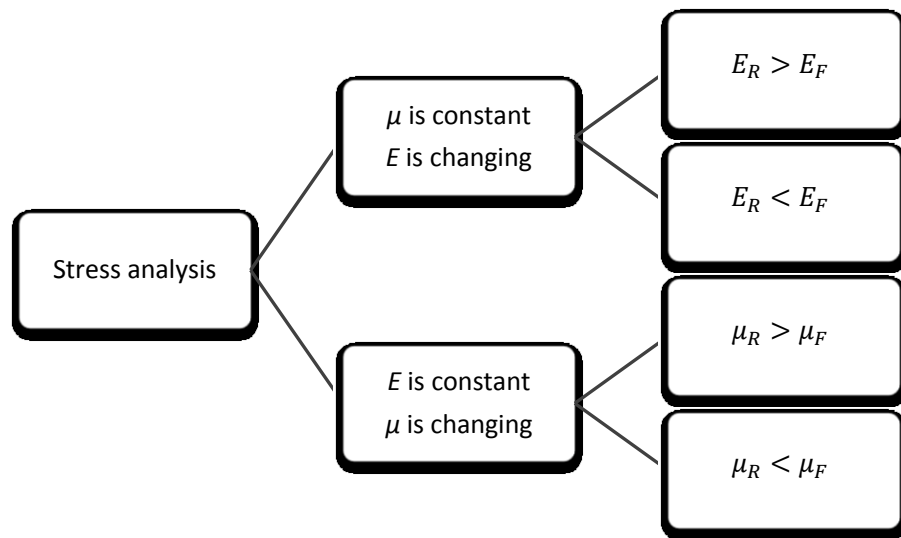 Stress analysis
μ is constant
E is changing
E_R > E_F
E_R < E_F
E is constant
μ is changing
μ_R > μ_F
μ_R < μ_F